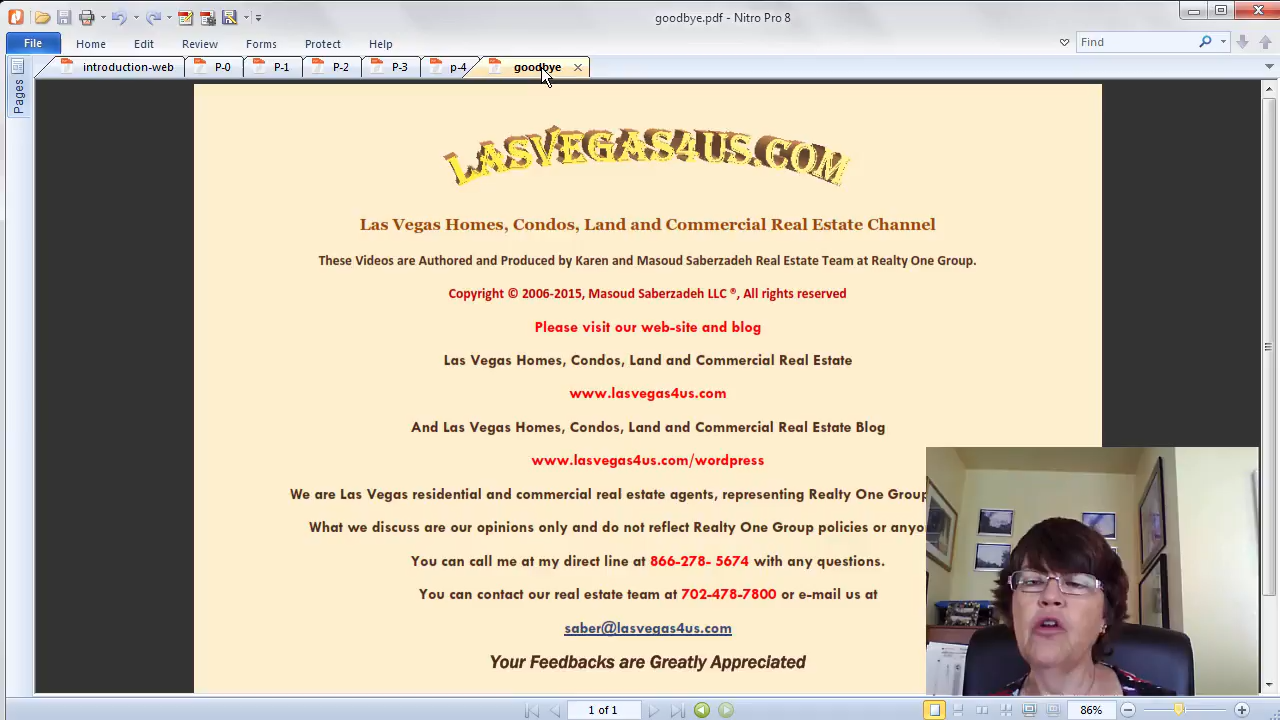 goodbye.pdf - Nitro Pro 8
File Home Edit Review Forms Protect Help
Find
introduction-web P-0 P-1 P-2 P-3 p-4 goodbye
Pages
LASVEGAS4US.COM
Las Vegas Homes, Condos, Land and Commercial Real Estate Channel
These Videos are Authored and Produced by Karen and Masoud Saberzadeh Real Estate Team at Realty One Group.
Copyright © 2006-2015, Masoud Saberzadeh LLC ®, All rights reserved
Please visit our web-site and blog
Las Vegas Homes, Condos, Land and Commercial Real Estate
www.lasvegas4us.com
And Las Vegas Homes, Condos, Land and Commercial Real Estate Blog
www.lasvegas4us.com/wordpress
We are Las Vegas residential and commercial real estate agents, representing Realty One Group
What we discuss are our opinions only and do not reflect Realty One Group policies or
You can call me at my direct line at 866-278- 5674 with any questions.
You can contact our real estate team at 702-478-7800 or e-mail us at
saber@lasvegas4us.com
Your Feedbacks are Greatly Appreciated
1 of 1
86%